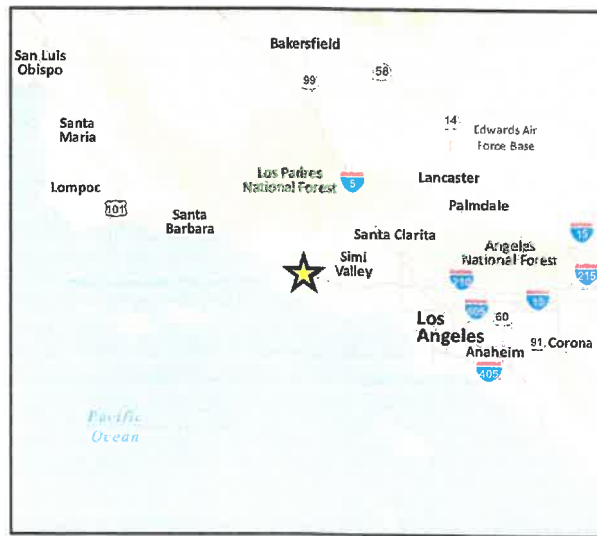 Bakersfield
San Luis
Obispo
99
58
Santa
Maria
14
Edwards Air
Force Base
Los Padres
National Forest
5
Lancaster
Lompoc
101
Santa
Barbara
Palmdale
Santa Clarita
15
Simi
Valley
Angeles
National Forest
210
215
10
605
60
Los
Angeles
Anaheim
91
Corona
405
Pacific
Ocean